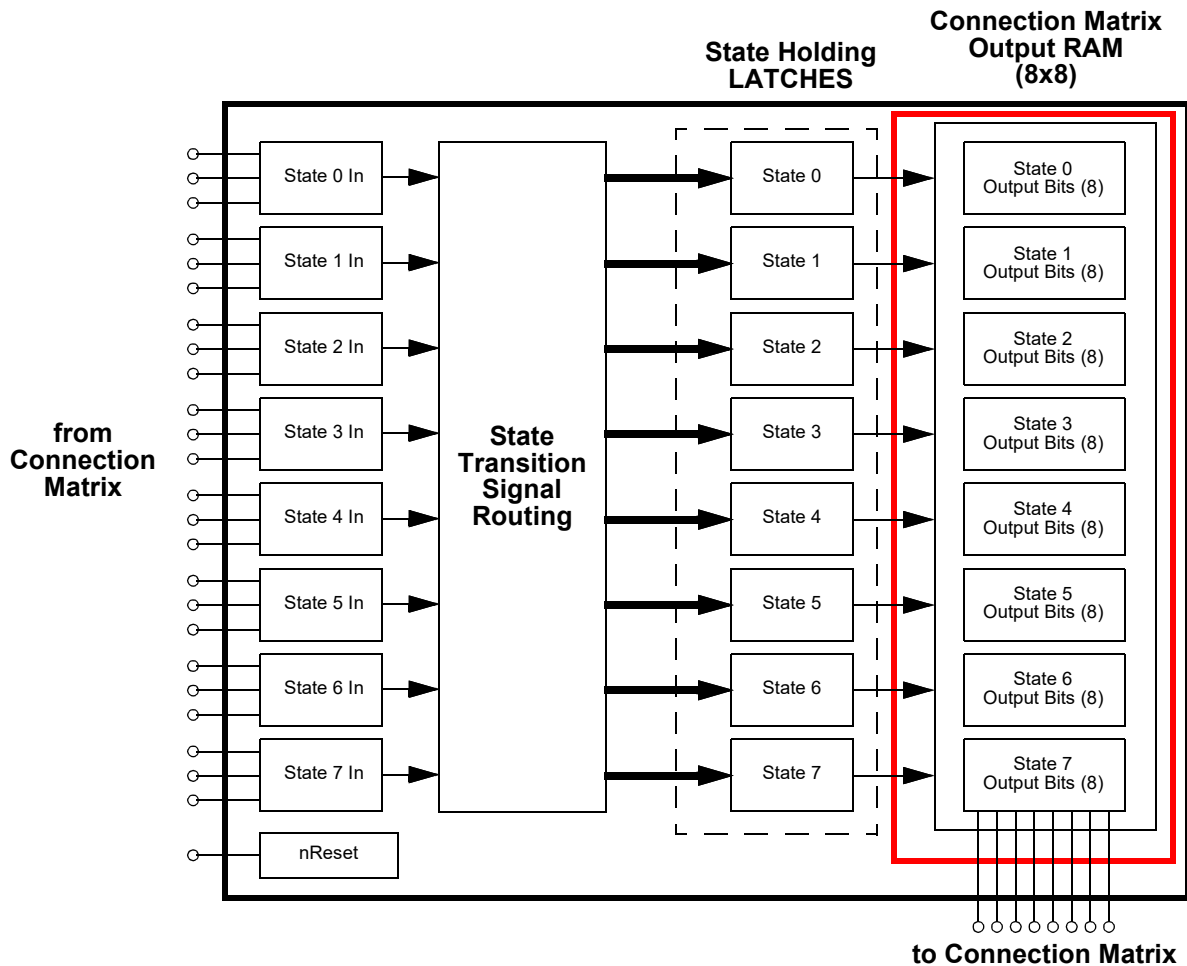 Connection Matrix
Output RAM
(8x8)
State Holding
LATCHES
State 0 In
State 0
State 0
Output Bits (8)
State 1 In
State 1
State 1
Output Bits (8)
State 2 In
State 2
State 2
Output Bits (8)
State 3 In
State 3
State 3
Output Bits (8)
from
Connection
Matrix
State
Transition
Signal
Routing
State 4 In
State 4
State 4
Output Bits (8)
State 5 In
State 5
State 5
Output Bits (8)
State 6 In
State 6
State 6
Output Bits (8)
State 7 In
State 7
State 7
Output Bits (8)
nReset
to Connection Matrix